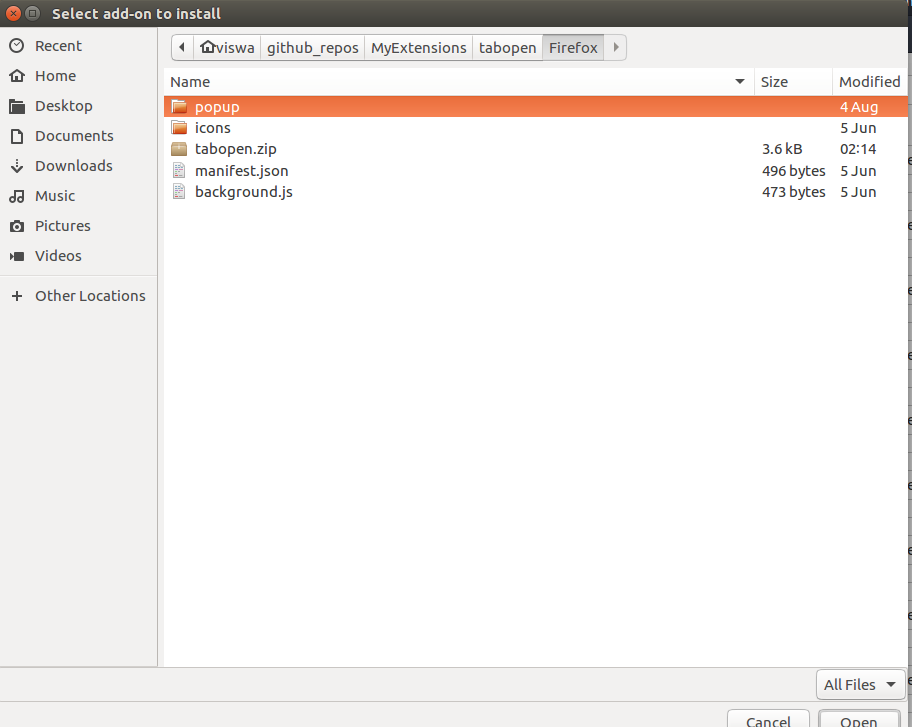 Select add-on to install
Recent
Home
Desktop
Documents
Downloads
Music
Pictures
Videos
Other Locations
viswa github_repos MyExtensions tabopen Firefox
Name Size Modified
popup 4 Aug
icons 5 Jun
tabopen.zip 3.6 kB 02:14
manifest.json 496 bytes 5 Jun
background.js 473 bytes 5 Jun
All Files
Cancel Open